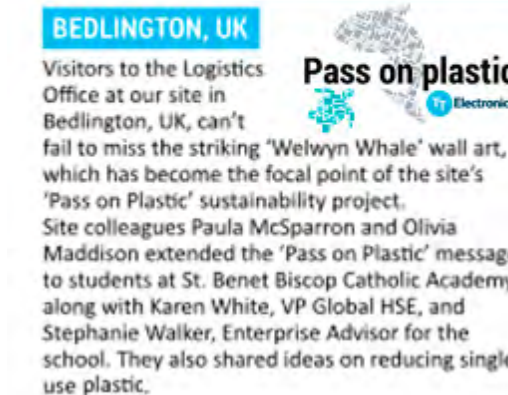 BEDLINGTON, UK
Pass on plastic
TT Electronic
Visitors to the Logistics
Office at our site in
Bedlington, UK, can't
fail to miss the striking 'Welwyn Whale' wall art,
which has become the focal point of the site's
'Pass on Plastic' sustainability project.
Site colleagues Paula McSparron and Olivia
Maddison extended the 'Pass on Plastic' message
to students at St. Benet Biscop Catholic Academy
along with Karen White, VP Global HSE, and
Stephanie Walker, Enterprise Advisor for the
school. They also shared ideas on reducing single
use plastic.